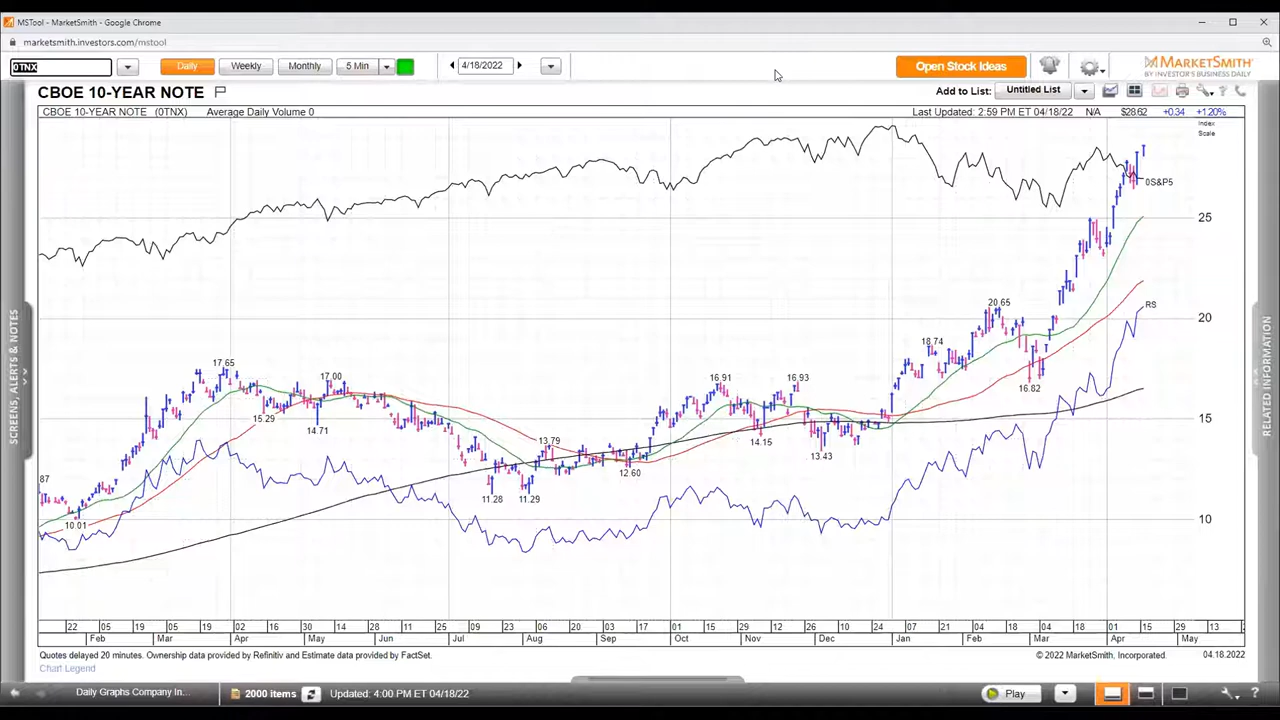 MSTool - MarketSmith - Google Chrome
marketsmith.investors.com/mstool
0TNX Daily Weekly Monthly 5 Min 4/18/2022 Open Stock Ideas MARKETSMITH
BY INVESTOR'S BUSINESS DAILY
CBOE 10-YEAR NOTE Add to List: Untitled List
CBOE 10-YEAR NOTE (0TNX) Average Daily Volume 0 Last Updated: 2:59 PM ET 04/18/22 N/A $28.62 +0.34 +1.20%
Index
Scale
0S&P5
25
RS
20.65
20
18.74
17.65
17.00
16.91
16.93
16.82
15.29
14.71
15
13.79
14.15
13.43
12.60
87
11.28
11.29
10.01
10
22 05 19 05 19 02 16 30 14 28 11 25 09 23 06 20 03 17 01 15 29 12 26 10 24 07 21 04 18 04 18 01 15 29 13 2
Feb Mar Apr May Jun Jul Aug Sep Oct Nov Dec Jan Feb Mar Apr May
Quotes delayed 20 minutes. Ownership data provided by Refinitiv and Estimate data provided by FactSet. © 2022 MarketSmith, Incorporated. 04.18.2022
Chart Legend
SCREENS, ALERTS & NOTES
RELATED INFORMATION
Daily Graphs Company In... 2000 items Updated: 4:00 PM ET 04/18/22 Play